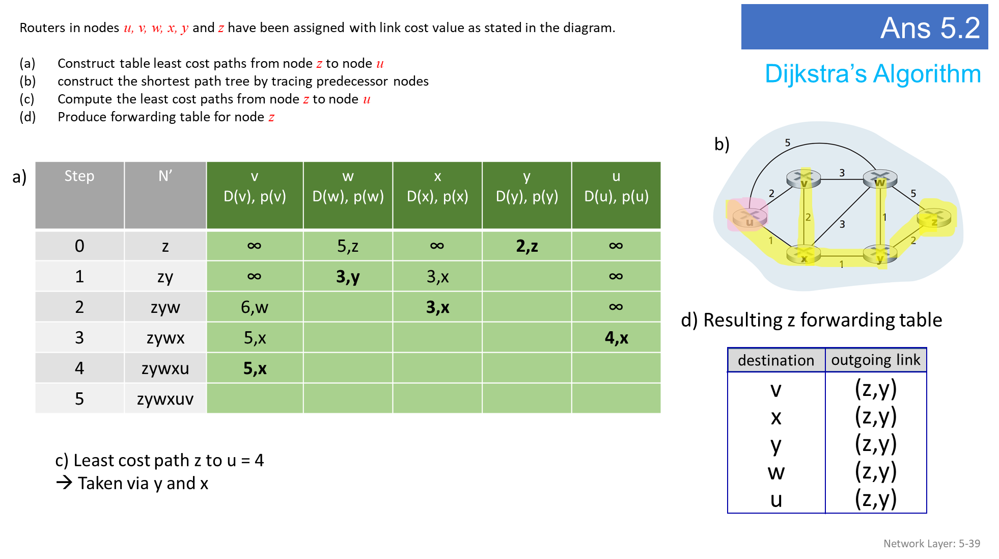 Routers in nodes u, v, w, x, y and z have been assigned with link cost value as stated in the diagram.
(a) Construct table least cost paths from node z to node u
(b) construct the shortest path tree by tracing predecessor nodes
(c) Compute the least cost paths from node z to node u
(d) Produce forwarding table for node z
Ans 5.2
Dijkstra’s Algorithm
a)
Step N’ v w x y u
D(v), p(v) D(w), p(w) D(x), p(x) D(y), p(y) D(u), p(u)
0 z ∞ 5,z ∞ 2,z ∞
1 zy ∞ 3,y 3,x ∞
2 zyw 6,w 3,x ∞
3 zywx 5,x 4,x
4 zywxu 5,x
5 zywxuv
c) Least cost path z to u = 4
→ Taken via y and x
b)
5
v 3 w
2 5
u 2 3 1 z
1 2
x 1 y
d) Resulting z forwarding table
destination outgoing link
v (z,y)
x (z,y)
y (z,y)
w (z,y)
u (z,y)
Network Layer: 5-39